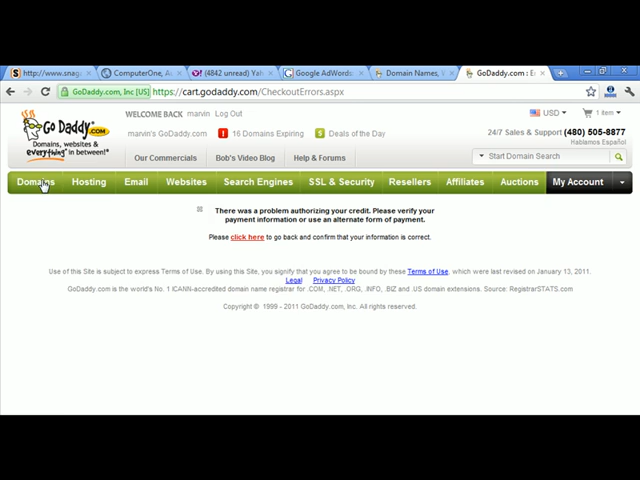 http://www.snag
ComputerOne, A
(4842 unread) Yah
Google AdWords
Domain Names, V
GoDaddy.com : E
GoDaddy.com, Inc [US]
https://cart.godaddy.com/CheckoutErrors.aspx
WELCOME BACK marvin Log Out
USD
1 item
Go Daddy.com
Domains, websites &
everything in between!*
marvin's GoDaddy.com
16 Domains Expiring
Deals of the Day
24/7 Sales & Support (480) 505-8877
Hablamos Español
Our Commercials
Bob's Video Blog
Help & Forums
Start Domain Search
Domains
Hosting
Email
Websites
Search Engines
SSL & Security
Resellers
Affiliates
Auctions
My Account
There was a problem authorizing your credit. Please verify your
payment information or use an alternate form of payment.
Please click here to go back and confirm that your information is correct.
Use of this Site is subject to express Terms of Use. By using this Site, you signify that you agree to be bound by these Terms of Use, which were last revised on January 13, 2011.
Legal Privacy Policy
GoDaddy.com is the world's No. 1 ICANN-accredited domain name registrar for .COM, .NET, .ORG, .INFO, .BIZ and .US domain extensions. Source: RegistrarSTATS.com
Copyright © 1999 - 2011 GoDaddy.com, Inc. All rights reserved.